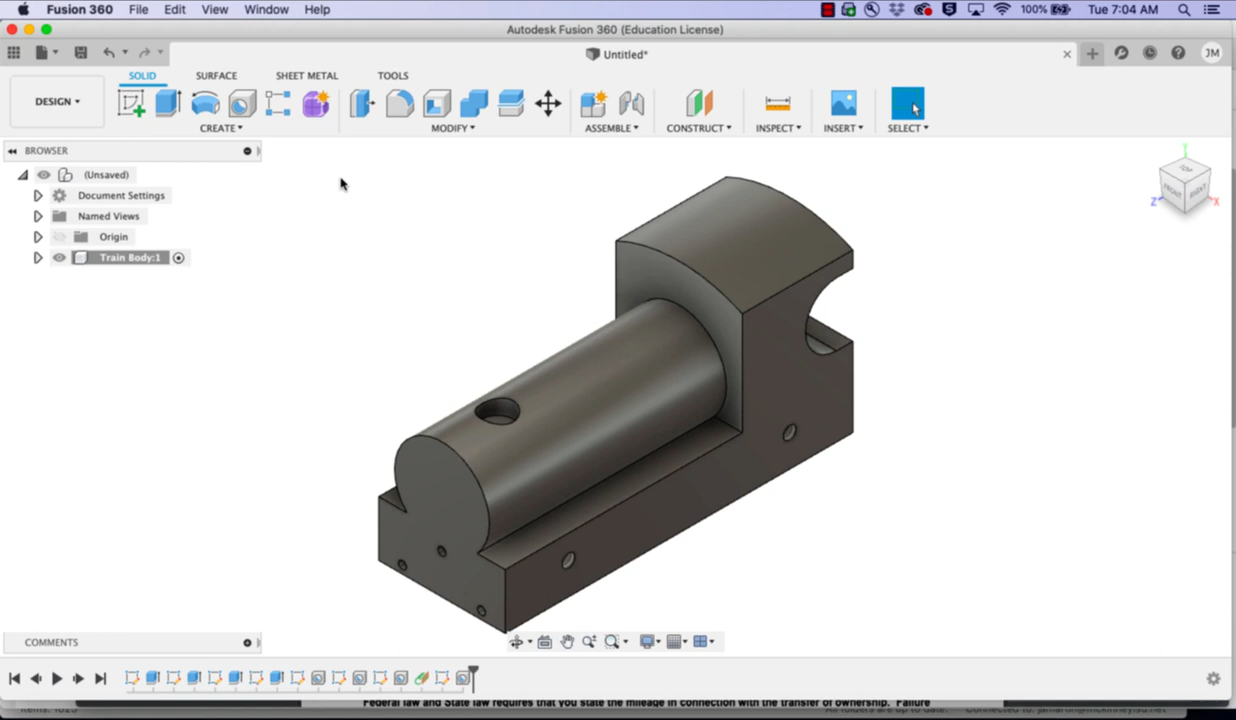 Fusion 360 File Edit View Window Help 100% Tue 7:04 AM
Autodesk Fusion 360 (Education License)
Untitled* JM
SOLID SURFACE SHEET METAL TOOLS
DESIGN
CREATE MODIFY ASSEMBLE CONSTRUCT INSPECT INSERT SELECT
BROWSER
(Unsaved)
Document Settings
Named Views
Origin
Train Body:1
TOP
FRONT RIGHT
Y
Z X
COMMENTS
Federal law and State law requires that you state the mileage in connection with the transfer of ownership. Failure